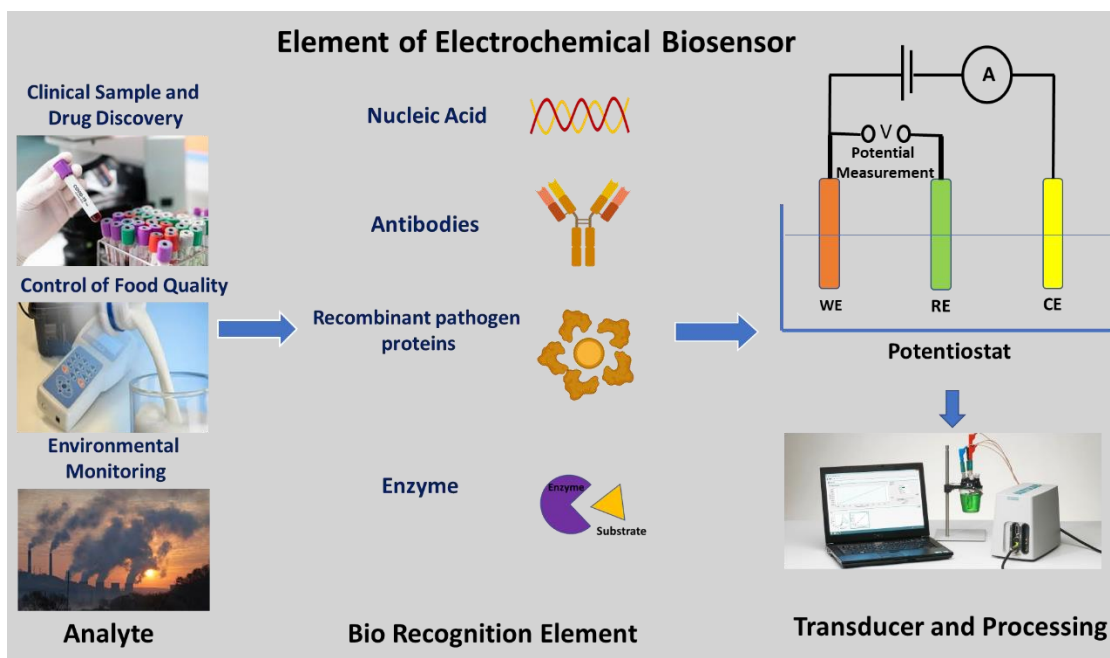 Element of Electrochemical Biosensor
Clinical Sample and
Drug Discovery
Control of Food Quality
Environmental
Monitoring
Analyte
Nucleic Acid
Antibodies
Recombinant pathogen
proteins
Enzyme
Enzyme
Substrate
Bio Recognition Element
A
V
Potential
Measurement
WE
RE
CE
Potentiostat
Transducer and Processing